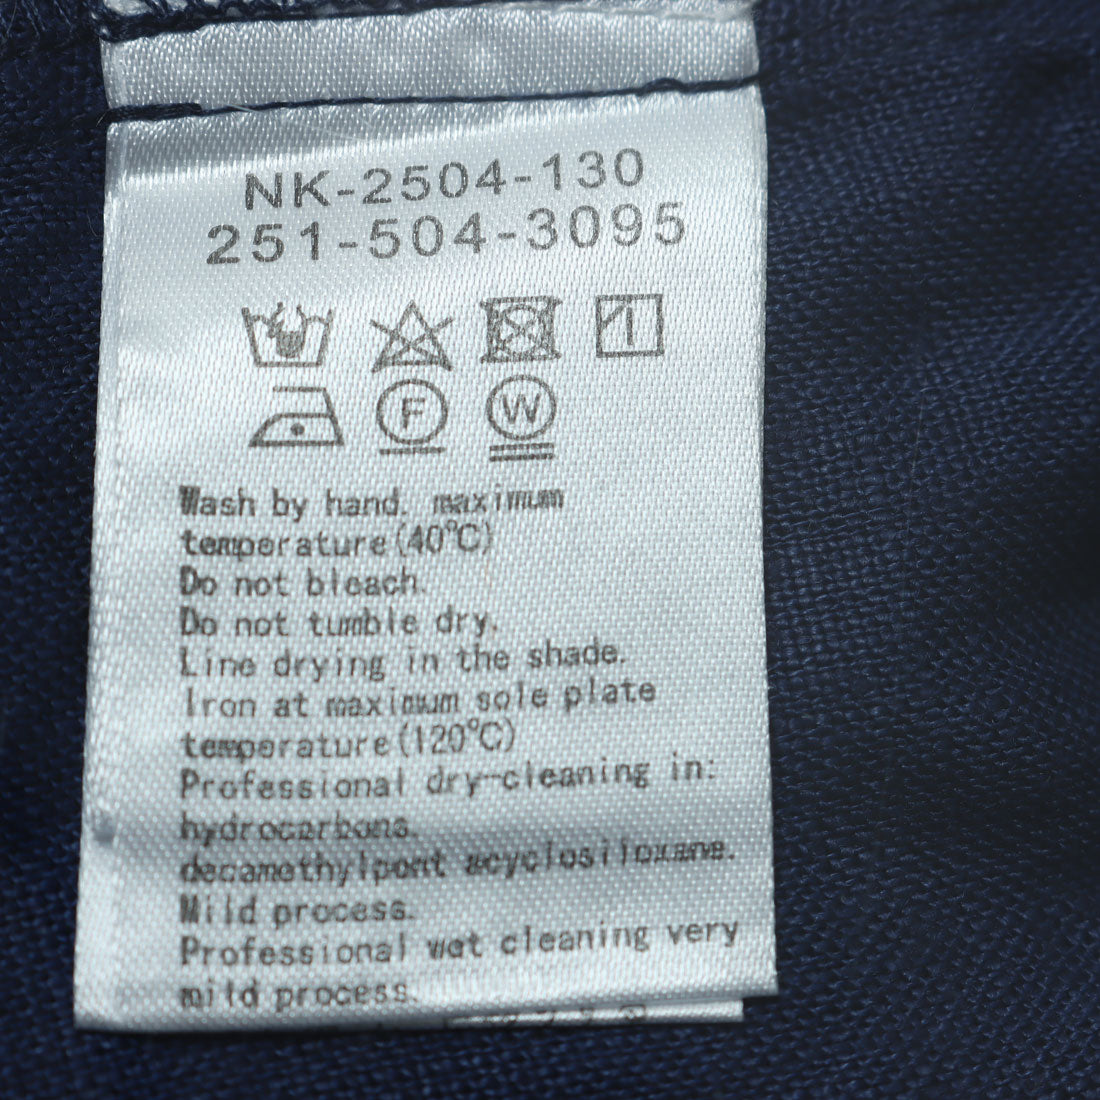 NK-2504-130
251-504-3095
F W
Wash by hand. maximum
temperature(40℃)
Do not bleach.
Do not tumble dry.
Line drying in the shade.
Iron at maximum sole plate
temperature(120℃)
Professional dry-cleaning in:
hydrocarbons.
decamethylpent acyclosiloxane.
Mild process.
Professional wet cleaning very
mild process.